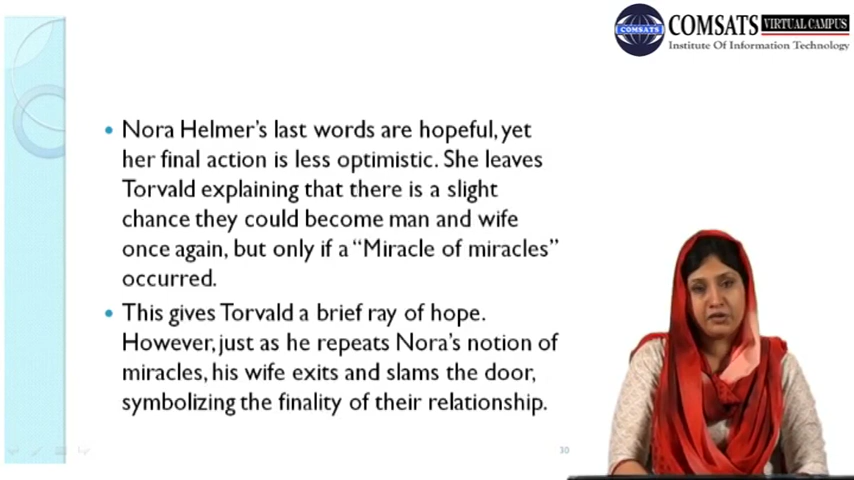 COMSATS
COMSATS VIRTUAL CAMPUS
Institute Of Information Technology
• Nora Helmer's last words are hopeful, yet
her final action is less optimistic. She leaves
Torvald explaining that there is a slight
chance they could become man and wife
once again, but only if a “Miracle of miracles”
occurred.
• This gives Torvald a brief ray of hope.
However, just as he repeats Nora's notion of
miracles, his wife exits and slams the door,
symbolizing the finality of their relationship.
30